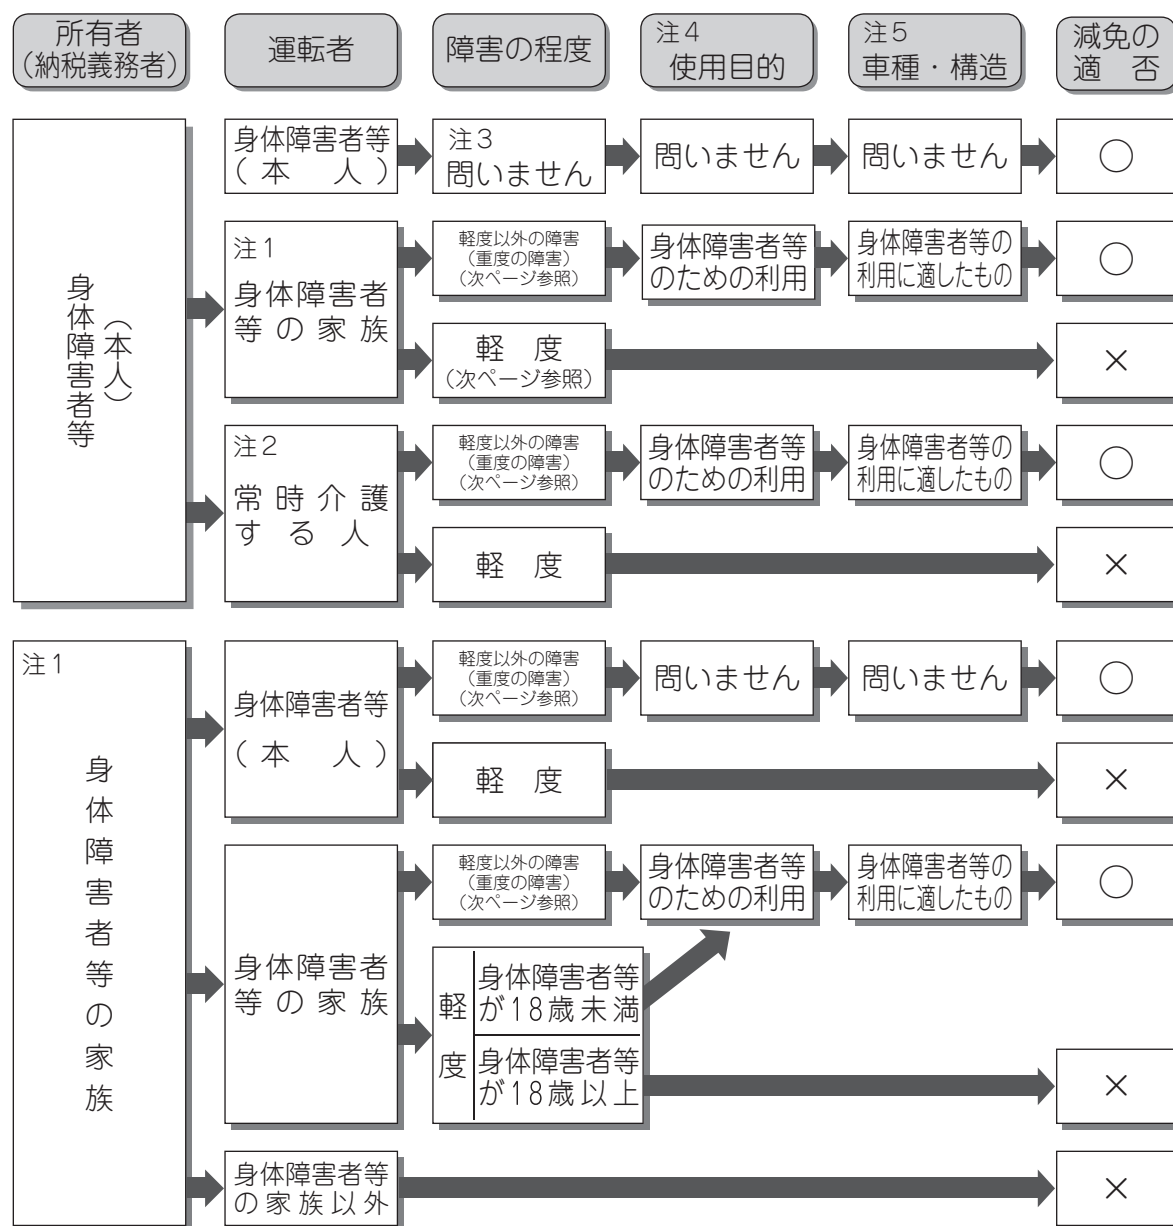 所有者
(納税義務者)
運転者
障害の程度
注4
使用目的
注5
車種・構造
減免の
適 否
身体障害者等
(本人)
身体障害者等
(本 人)
注3
問いません
問いません
問いません
○
注1
身体障害者
等の家族
軽度以外の障害
(重度の障害)
(次ページ参照)
身体障害者等
のための利用
身体障害者等の
利用に適したもの
○
軽 度
(次ページ参照)
×
注2
常時介護
する人
軽度以外の障害
(重度の障害)
(次ページ参照)
身体障害者等
のための利用
身体障害者等の
利用に適したもの
○
軽 度
×
注1
身体障害者等の家族
身体障害者等
(本 人)
軽度以外の障害
(重度の障害)
(次ページ参照)
問いません
問いません
○
軽 度
×
身体障害者
等の家族
軽度以外の障害
(重度の障害)
(次ページ参照)
身体障害者等
のための利用
身体障害者等の
利用に適したもの
○
軽度
身体障害者等
が18歳未満
身体障害者等
が18歳以上
×
身体障害者等
の家族以外
×